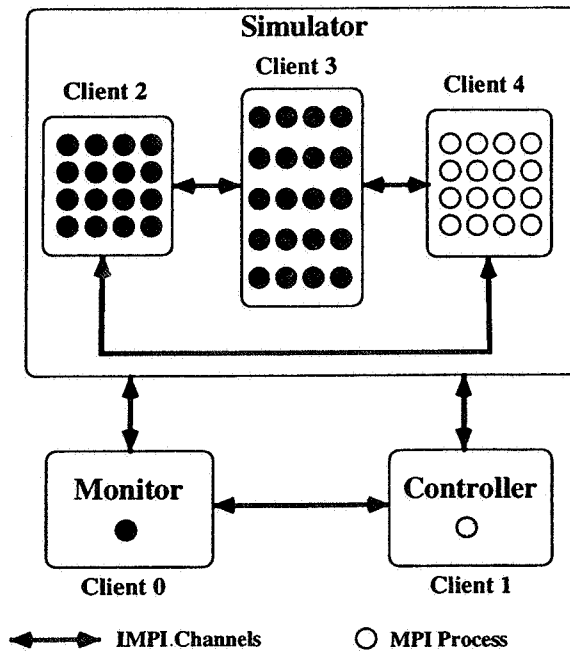 Simulator
Client 2
Client 3
Client 4
Monitor
Controller
Client 0
Client 1
IMPI Channels
MPI Process